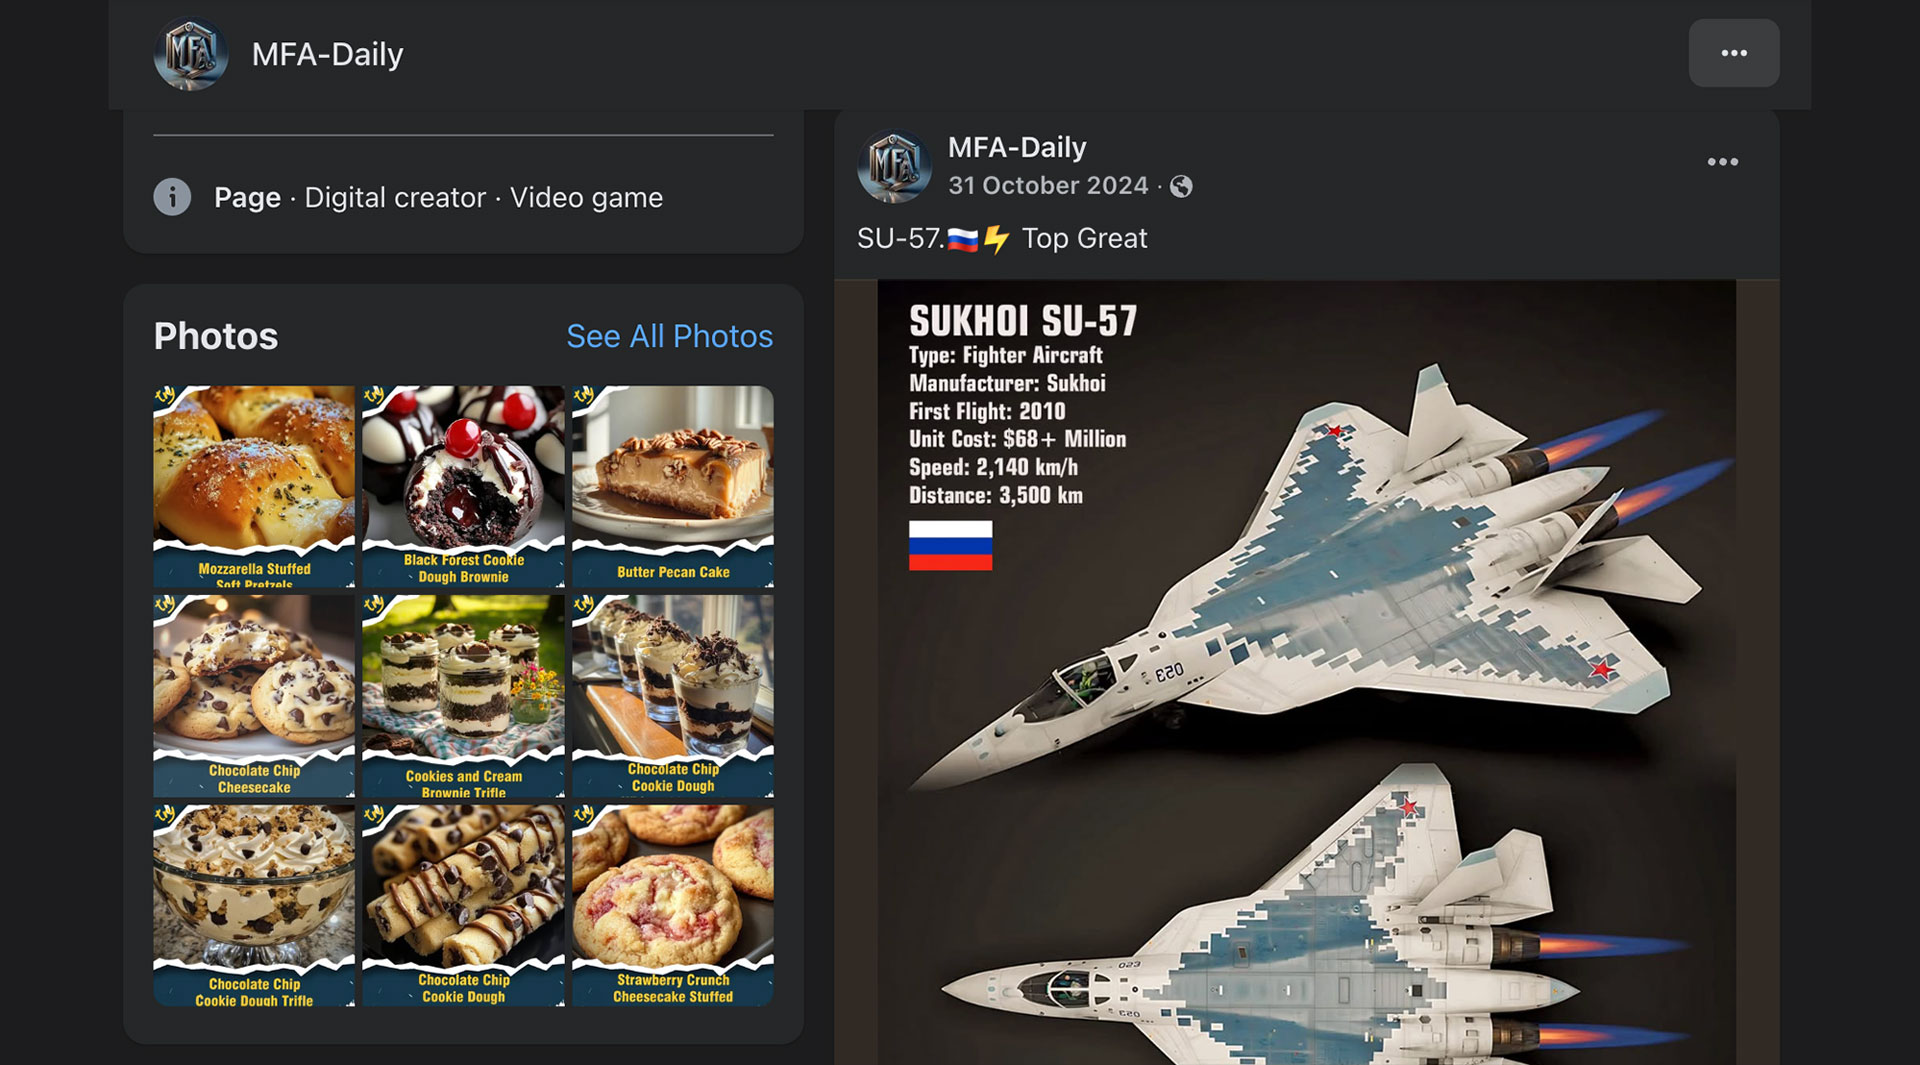 MFA
MFA-Daily
Page · Digital creator · Video game
Photos
See All Photos
Mozzarella Stuffed
Soft Pretzels
Black Forest Cookie
Dough Brownie
Butter Pecan Cake
Chocolate Chip
Cheesecake
Cookies and Cream
Brownie Trifle
Chocolate Chip
Cookie Dough
Chocolate Chip
Cookie Dough Trifle
Chocolate Chip
Cookie Dough
Strawberry Crunch
Cheesecake Stuffed
MFA
MFA-Daily
31 October 2024 ·
SU-57.🇷🇺⚡ Top Great
SUKHOI SU-57
Type: Fighter Aircraft
Manufacturer: Sukhoi
First Flight: 2010
Unit Cost: $68+ Million
Speed: 2,140 km/h
Distance: 3,500 km